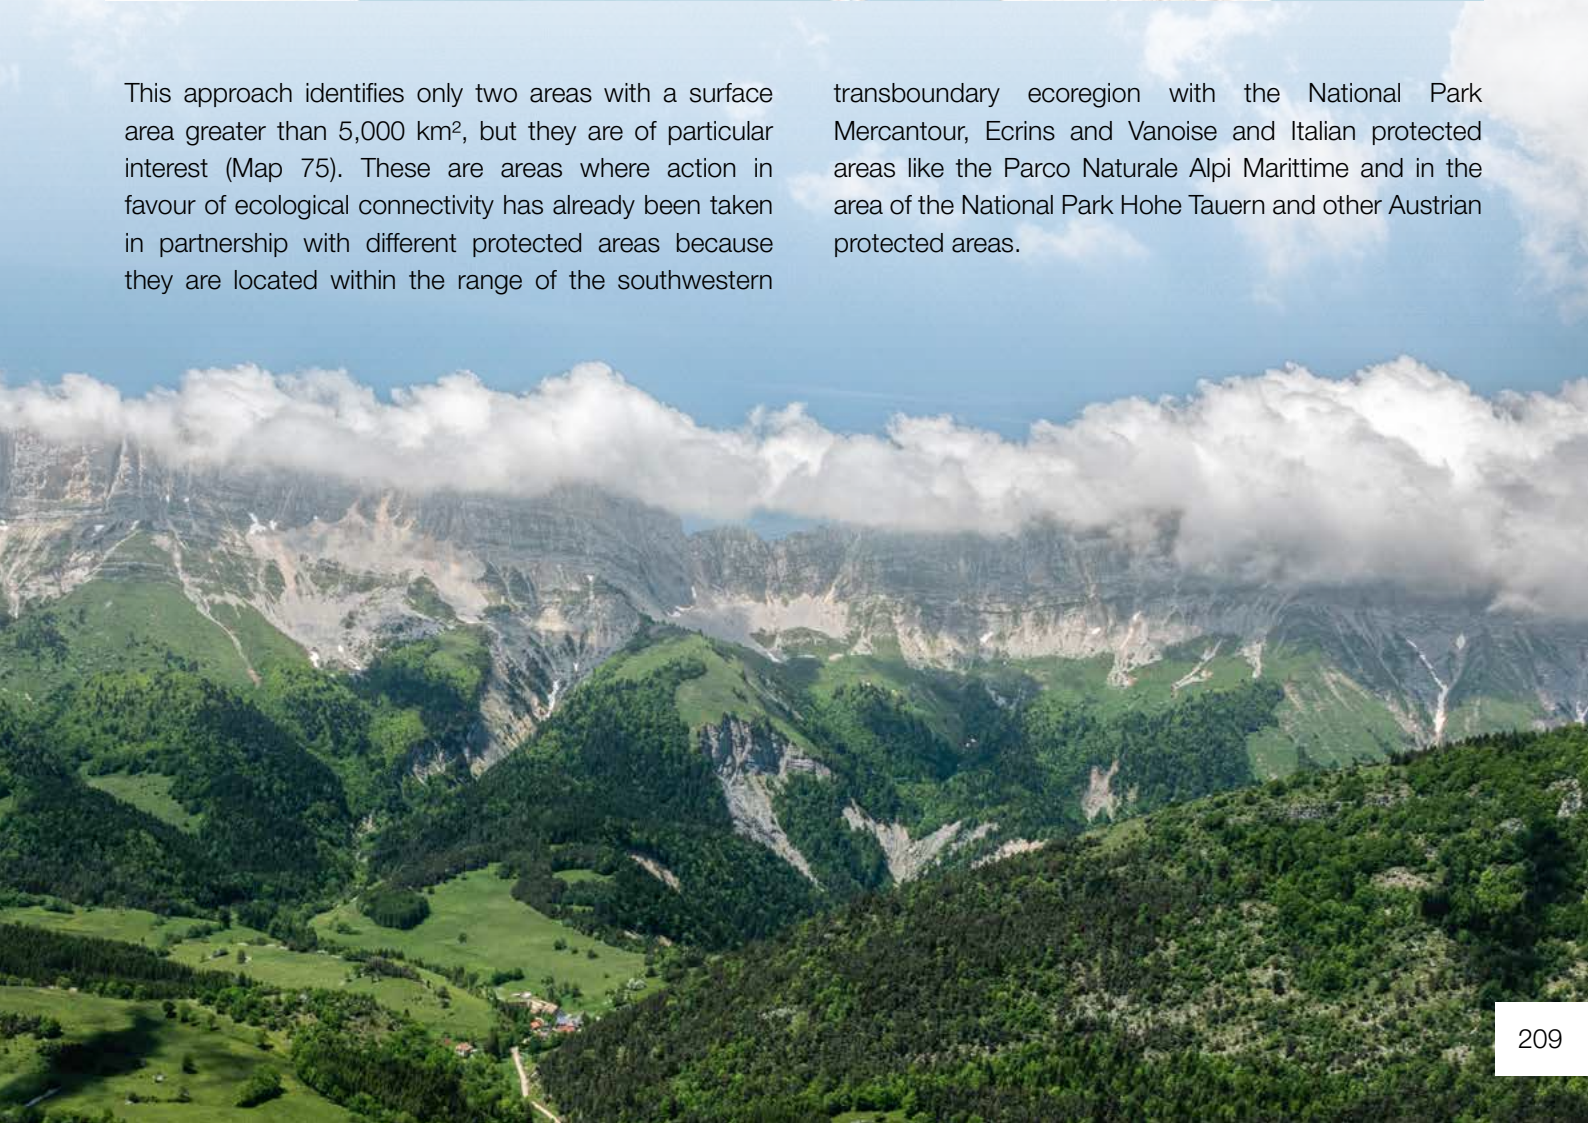 This approach identifies only two areas with a surface
area greater than 5,000 km², but they are of particular
interest (Map 75). These are areas where action in
favour of ecological connectivity has already been taken
in partnership with different protected areas because
they are located within the range of the southwestern
transboundary ecoregion with the National Park
Mercantour, Ecrins and Vanoise and Italian protected
areas like the Parco Naturale Alpi Marittime and in the
area of the National Park Hohe Tauern and other Austrian
protected areas.
209